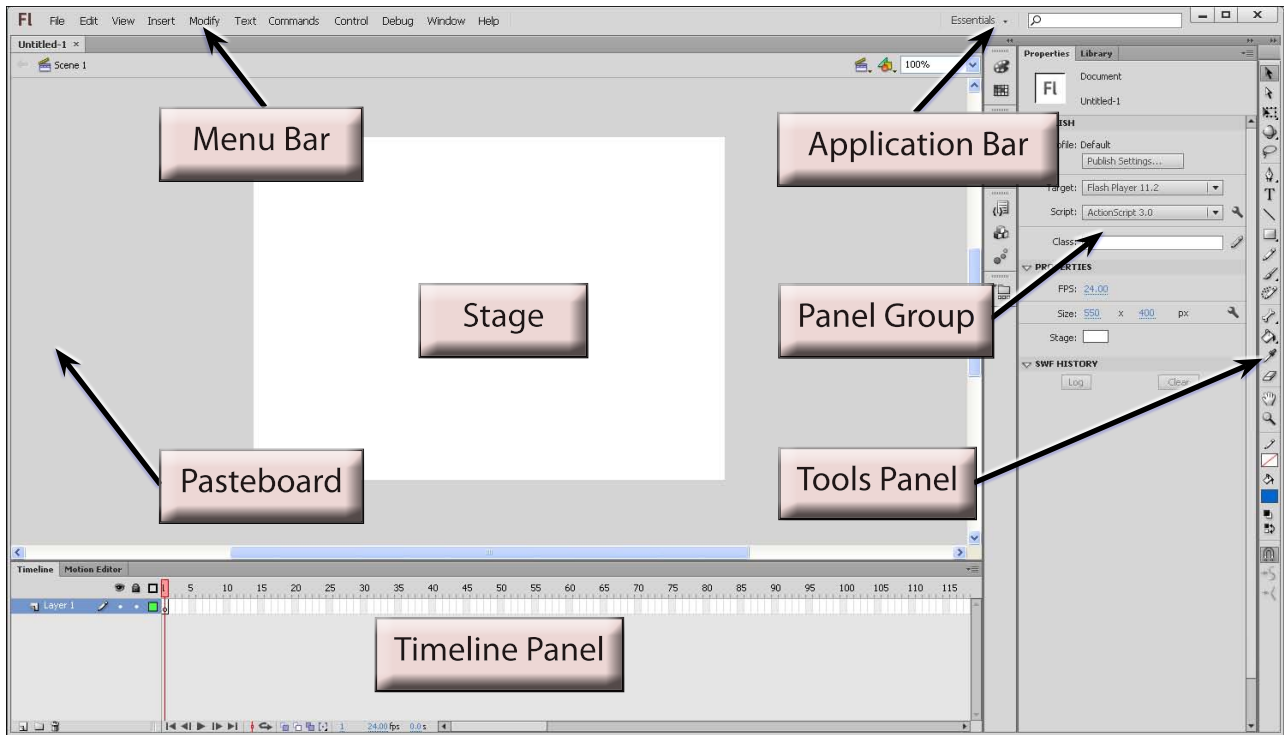 Fl File Edit View Insert Modify Text Commands Control Debug Window Help Essentials
Untitled-1 ×
Scene 1 100%
Properties Library
Fl Document
Untitled-1
Menu Bar
Application Bar
Default
Publish Settings...
Target: Flash Player 11.2
Script: ActionScript 3.0
Class:
PROPERTIES
FPS: 24.00
Size: 550 x 400 px
Stage:
SWF HISTORY
Log Clear
Stage
Panel Group
Pasteboard
Tools Panel
Timeline Motion Editor
1 5 10 15 20 25 30 35 40 45 50 55 60 65 70 75 80 85 90 95 100 105 110 115
Layer 1
Timeline Panel
1 24.00 fps 0.0 s